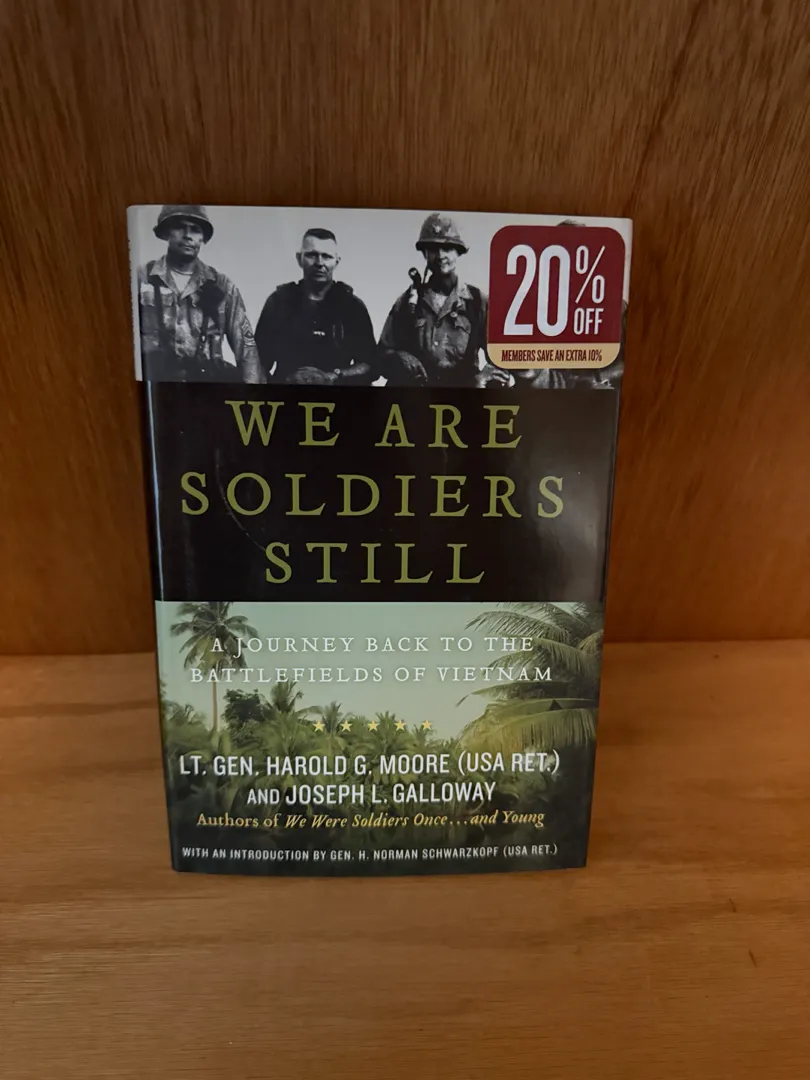 20% OFF
MEMBERS SAVE AN EXTRA 10%
WE ARE
SOLDIERS
STILL
A JOURNEY BACK TO THE
BATTLEFIELDS OF VIETNAM
LT. GEN. HAROLD G. MOORE (USA RET.)
AND JOSEPH L. GALLOWAY
Authors of We Were Soldiers Once...and Young
WITH AN INTRODUCTION BY GEN. H. NORMAN SCHWARZKOPF (USA RET.)